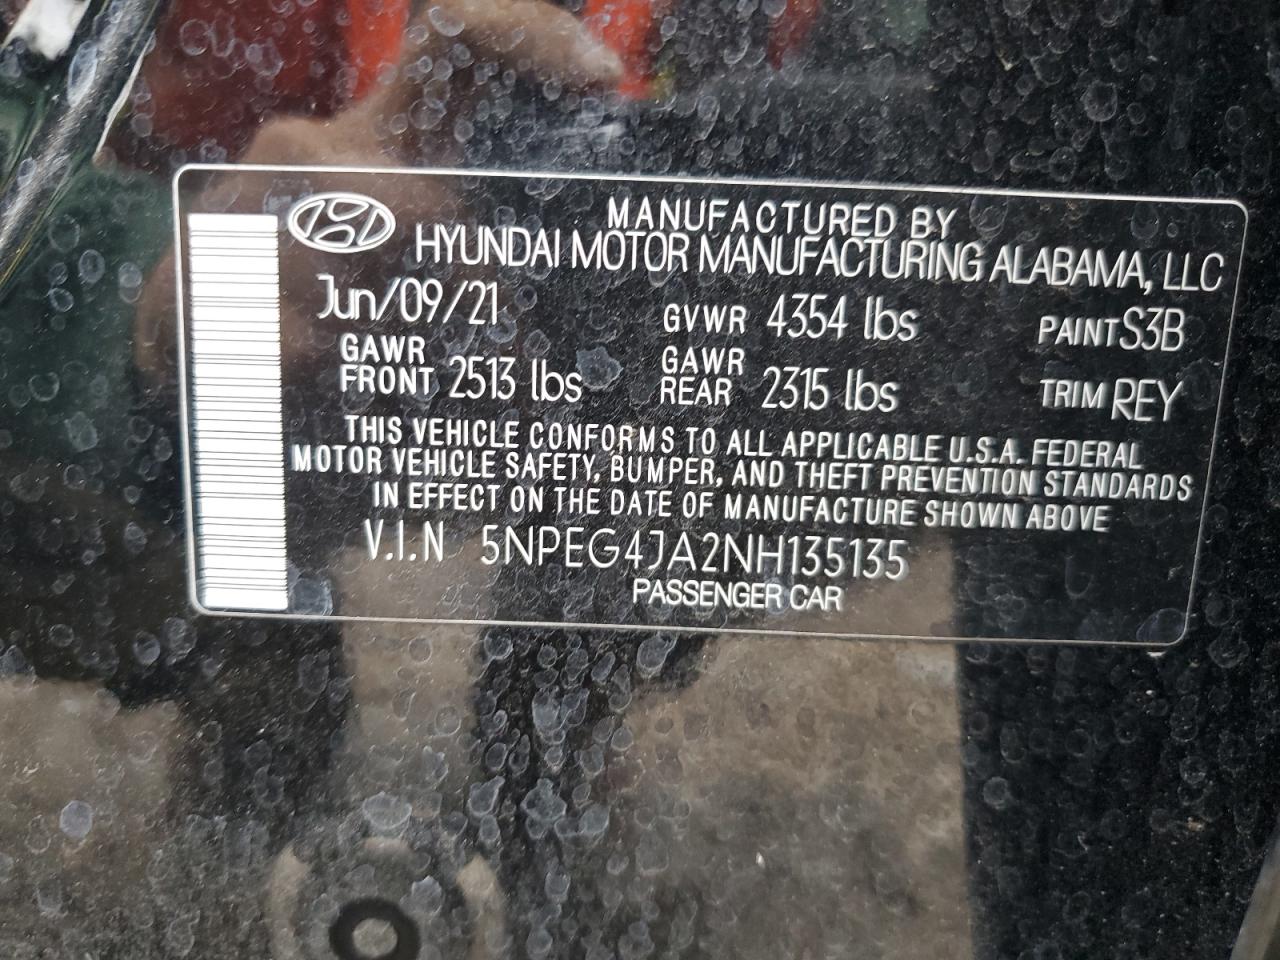 MANUFACTURED BY
HYUNDAI MOTOR MANUFACTURING ALABAMA, LLC
Jun/09/21 GVWR 4354 lbs PAINT S3B
GAWR FRONT 2513 lbs GAWR REAR 2315 lbs TRIM REY
THIS VEHICLE CONFORMS TO ALL APPLICABLE U.S.A. FEDERAL
MOTOR VEHICLE SAFETY, BUMPER, AND THEFT PREVENTION STANDARDS
IN EFFECT ON THE DATE OF MANUFACTURE SHOWN ABOVE
V.I.N 5NPEG4JA2NH135135
PASSENGER CAR